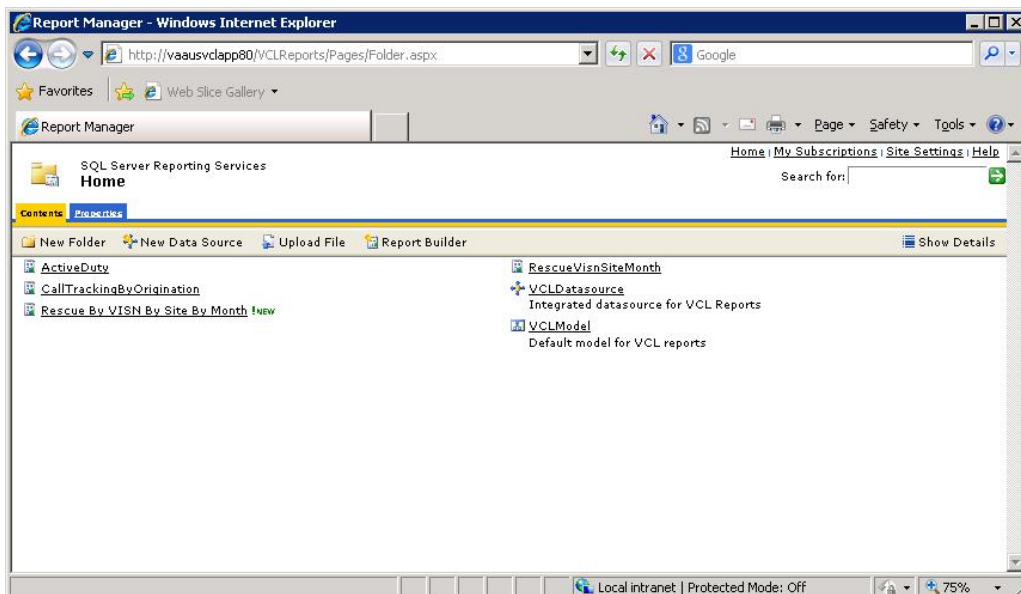 Report Manager - Windows Internet Explorer
http://vaausvclapp80/VCLReports/Pages/Folder.aspx
Google
Favorites
Web Slice Gallery
Report Manager
Page Safety Tools
Home | My Subscriptions | Site Settings | Help
SQL Server Reporting Services
Home
Search for:
Contents Properties
New Folder New Data Source Upload File Report Builder Show Details
ActiveDuty
CallTrackingByOrigination
Rescue By VISN By Site By Month !NEW
RescueVisnSiteMonth
VCLDatasource
Integrated datasource for VCL Reports
VCLModel
Default model for VCL reports
Local intranet | Protected Mode: Off
75%